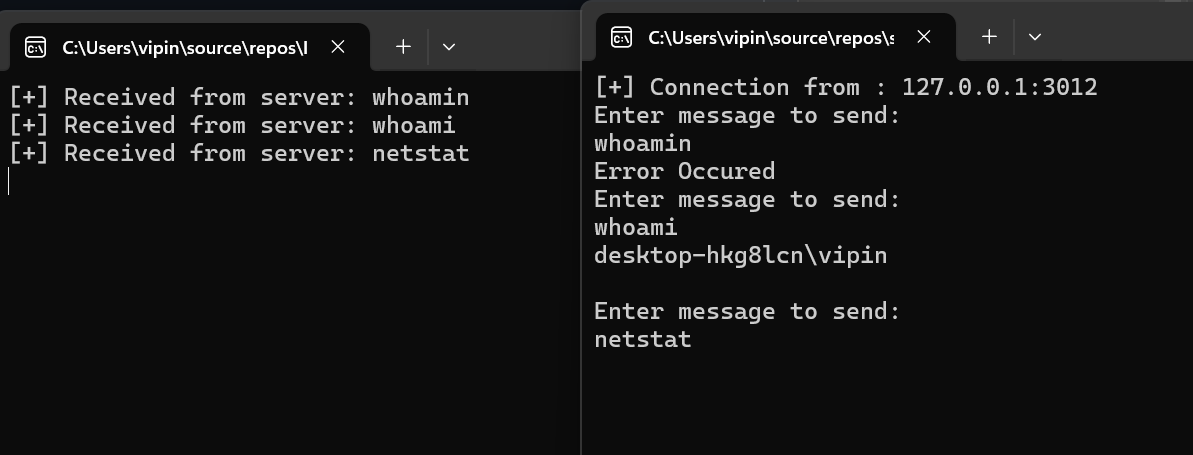 C:\Users\vipin\source\repos\I
[+] Received from server: whoamin
[+] Received from server: whoami
[+] Received from server: netstat
C:\Users\vipin\source\repos\s
[+] Connection from : 127.0.0.1:3012
Enter message to send:
whoamin
Error Occured
Enter message to send:
whoami
desktop-hkg8lcn\vipin
Enter message to send:
netstat